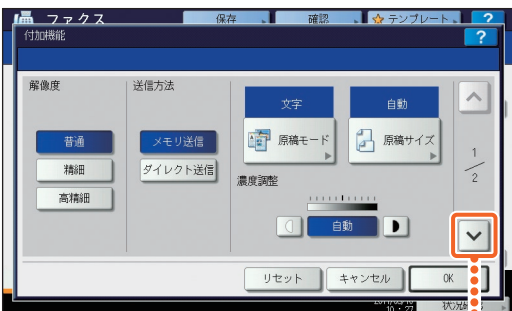 ファクス 保存 確認 テンプレート ?
付加機能 ?
解像度 送信方法
文字 自動
普通 メモリ送信 原稿モード 原稿サイズ
精細 ダイレクト送信
高精細
濃度調整
1/2
自動
リセット キャンセル OK
10:27